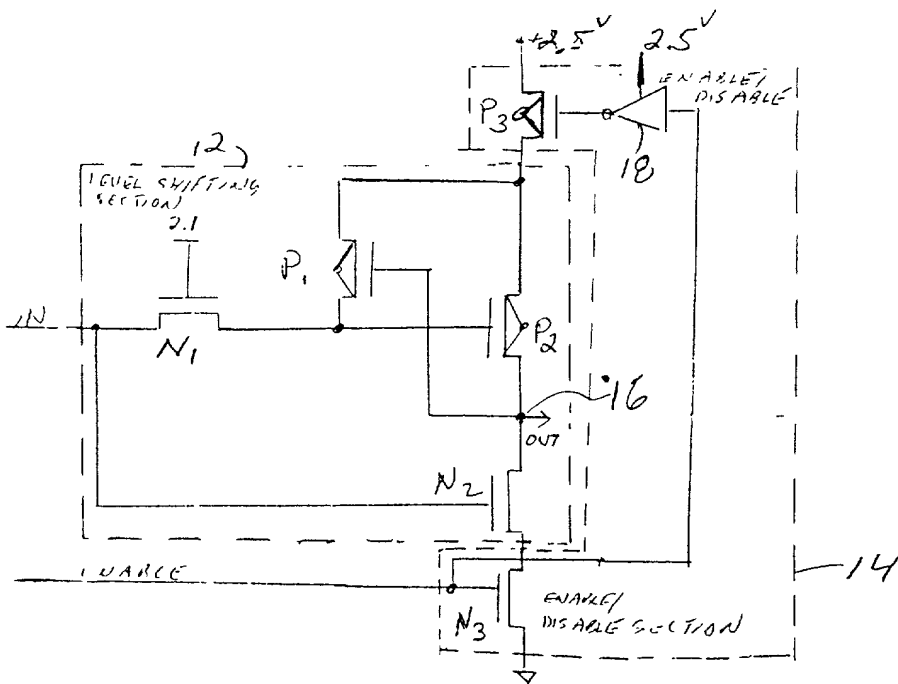 +2.5V
2.5V
ENABLE/
DISABLE
P3
18
12
LEVEL SHIFTING
SECTION
2.1
P1
IN
N1
P2
16
OUT
N2
ENABLE
14
N3
ENABLE/
DISABLE SECTION